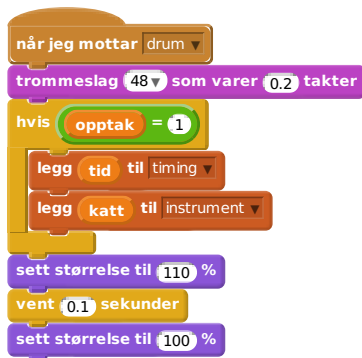 når jeg mottar drum
trommeslag 48 som varer 0.2 takter
hvis opptak = 1
legg tid til timing
legg katt til instrument
sett størrelse til 110 %
vent 0.1 sekunder
sett størrelse til 100 %